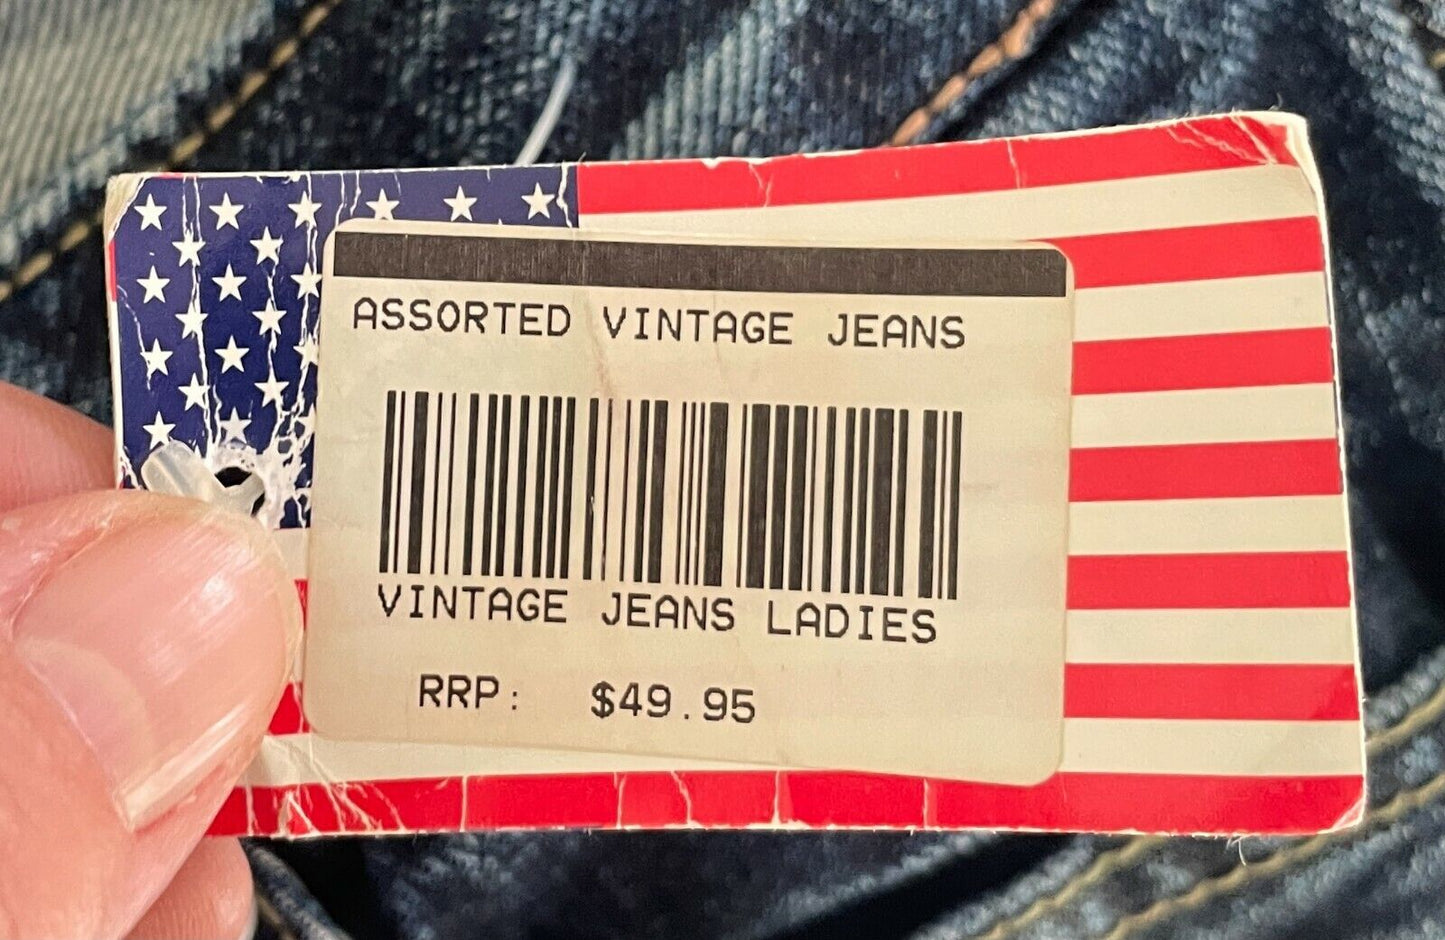 ASSORTED VINTAGE JEANS
VINTAGE JEANS LADIES
RRP: $49.95